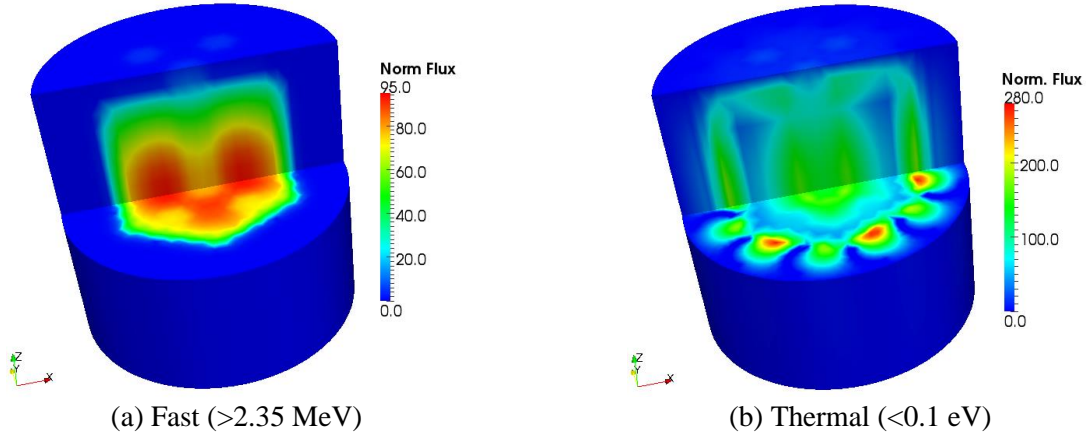 Norm Flux
95.0
80.0
60.0
40.0
20.0
0.0
Z
Y
X
(a) Fast (>2.35 MeV)
Norm. Flux
280.0
200.0
100.0
0.0
Z
Y
X
(b) Thermal (<0.1 eV)